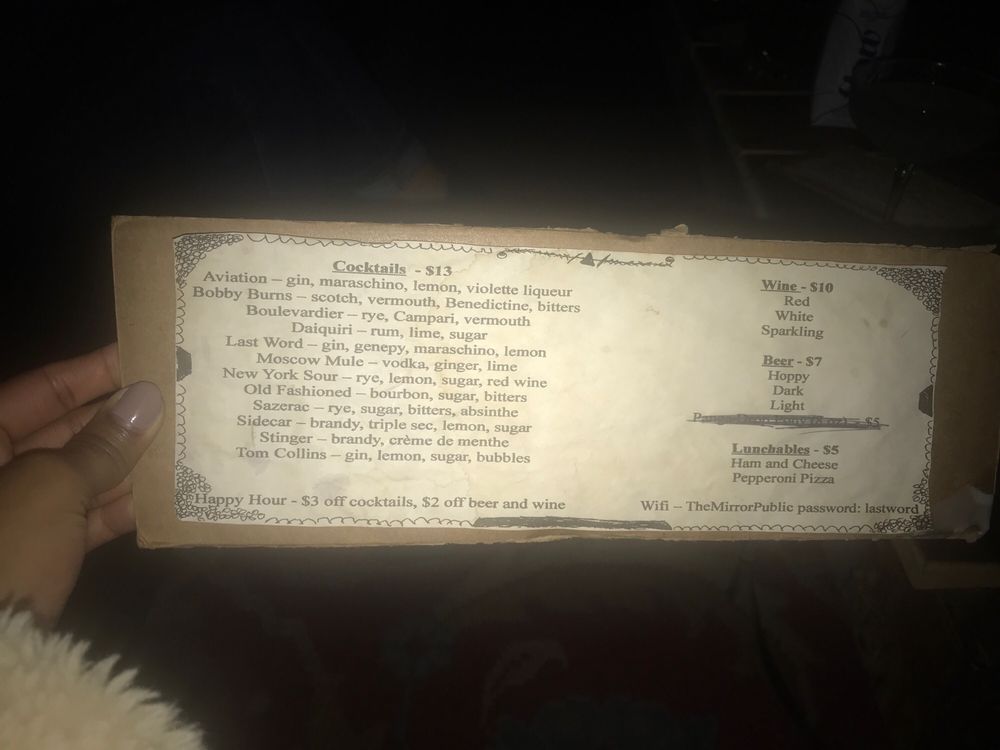 Cocktails - $13
Aviation – gin, maraschino, lemon, violette liqueur
Bobby Burns – scotch, vermouth, Benedictine, bitters
Boulevardier – rye, Campari, vermouth
Daiquiri – rum, lime, sugar
Last Word – gin, genepy, maraschino, lemon
Moscow Mule – vodka, ginger, lime
New York Sour – rye, lemon, sugar, red wine
Old Fashioned – bourbon, sugar, bitters
Sazerac – rye, sugar, bitters, absinthe
Sidecar – brandy, triple sec, lemon, sugar
Stinger – brandy, crème de menthe
Tom Collins – gin, lemon, sugar, bubbles
Happy Hour - $3 off cocktails, $2 off beer and wine
Wine - $10
Red
White
Sparkling
Beer - $7
Hoppy
Dark
Light
- $5
Lunchables - $5
Ham and Cheese
Pepperoni Pizza
Wifi – TheMirrorPublic password: lastword